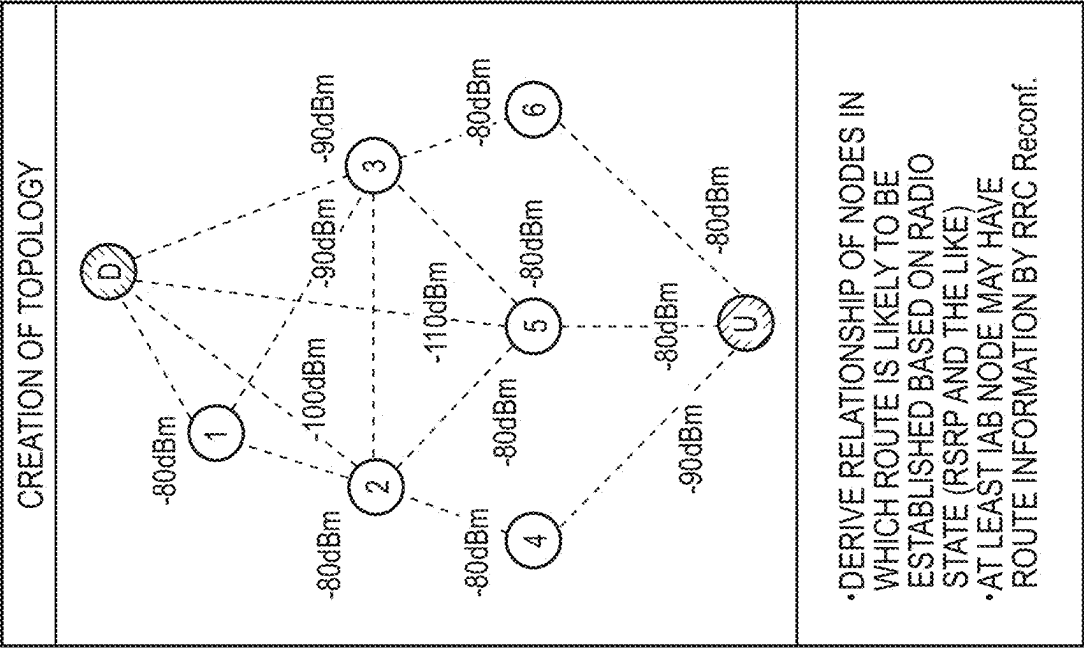 CREATION OF TOPOLOGY
D
-80dBm
1
-100dBm
-90dBm
-90dBm
-80dBm
2
3
-110dBm
-80dBm
-80dBm
-80dBm
-80dBm
4
5
6
-90dBm
-80dBm
-80dBm
U
•DERIVE RELATIONSHIP OF NODES IN
WHICH ROUTE IS LIKELY TO BE
ESTABLISHED BASED ON RADIO
STATE (RSRP AND THE LIKE)
•AT LEAST IAB NODE MAY HAVE
ROUTE INFORMATION BY RRC Reconf.